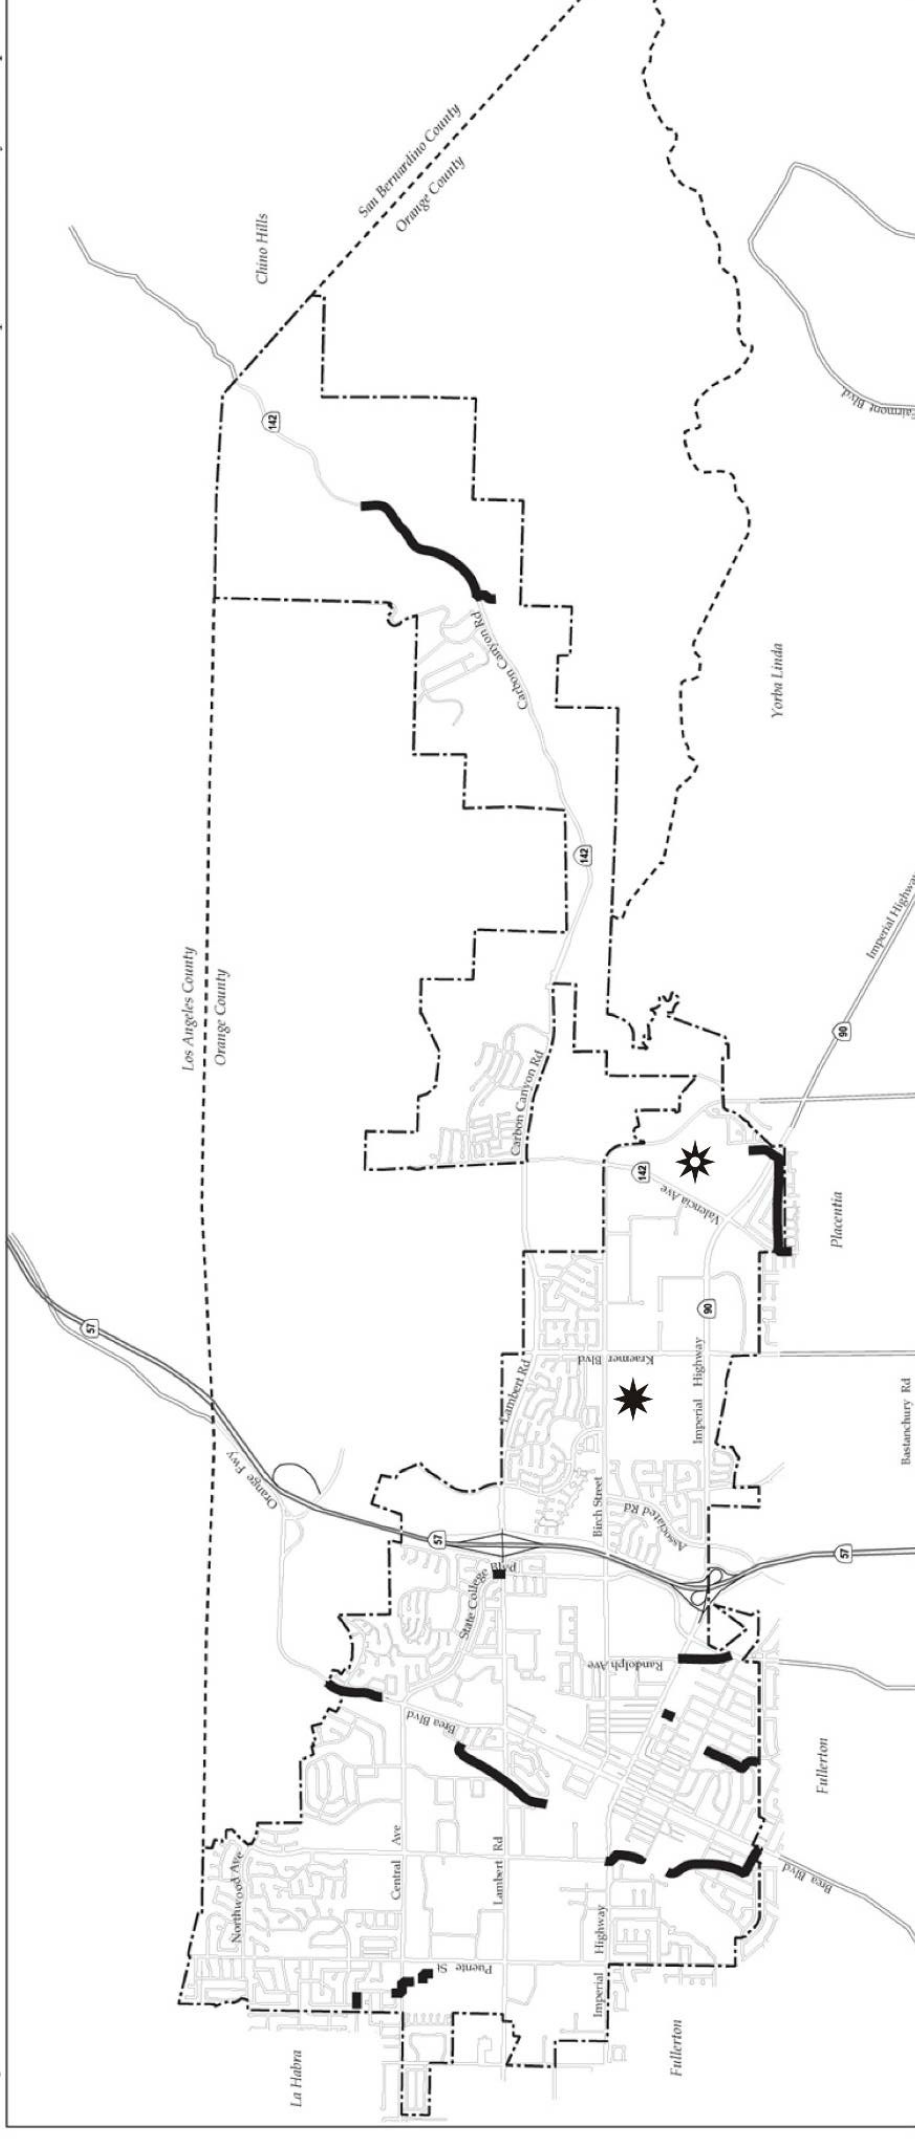 San Bernardino County
Orange County
Chino Hills
142
Fairmont Blvd
Carbon Canyon Rd
Yorba Linda
142
Los Angeles County
Orange County
Imperial Highway
90
Carbon Canyon Rd
142
Valencia Ave
Placentia
57
90
Lambert Rd
Kraemer Blvd
Imperial Highway
Bastanchury Rd
Orange Fwy
Birch Street
Associated Rd
57
57
State College Blvd
Randolph Ave
Brea Blvd
Fullerton
Northwood Ave
Central Ave
Lambert Rd
Brea Blvd
Puente St
Imperial Highway
La Habra
Fullerton